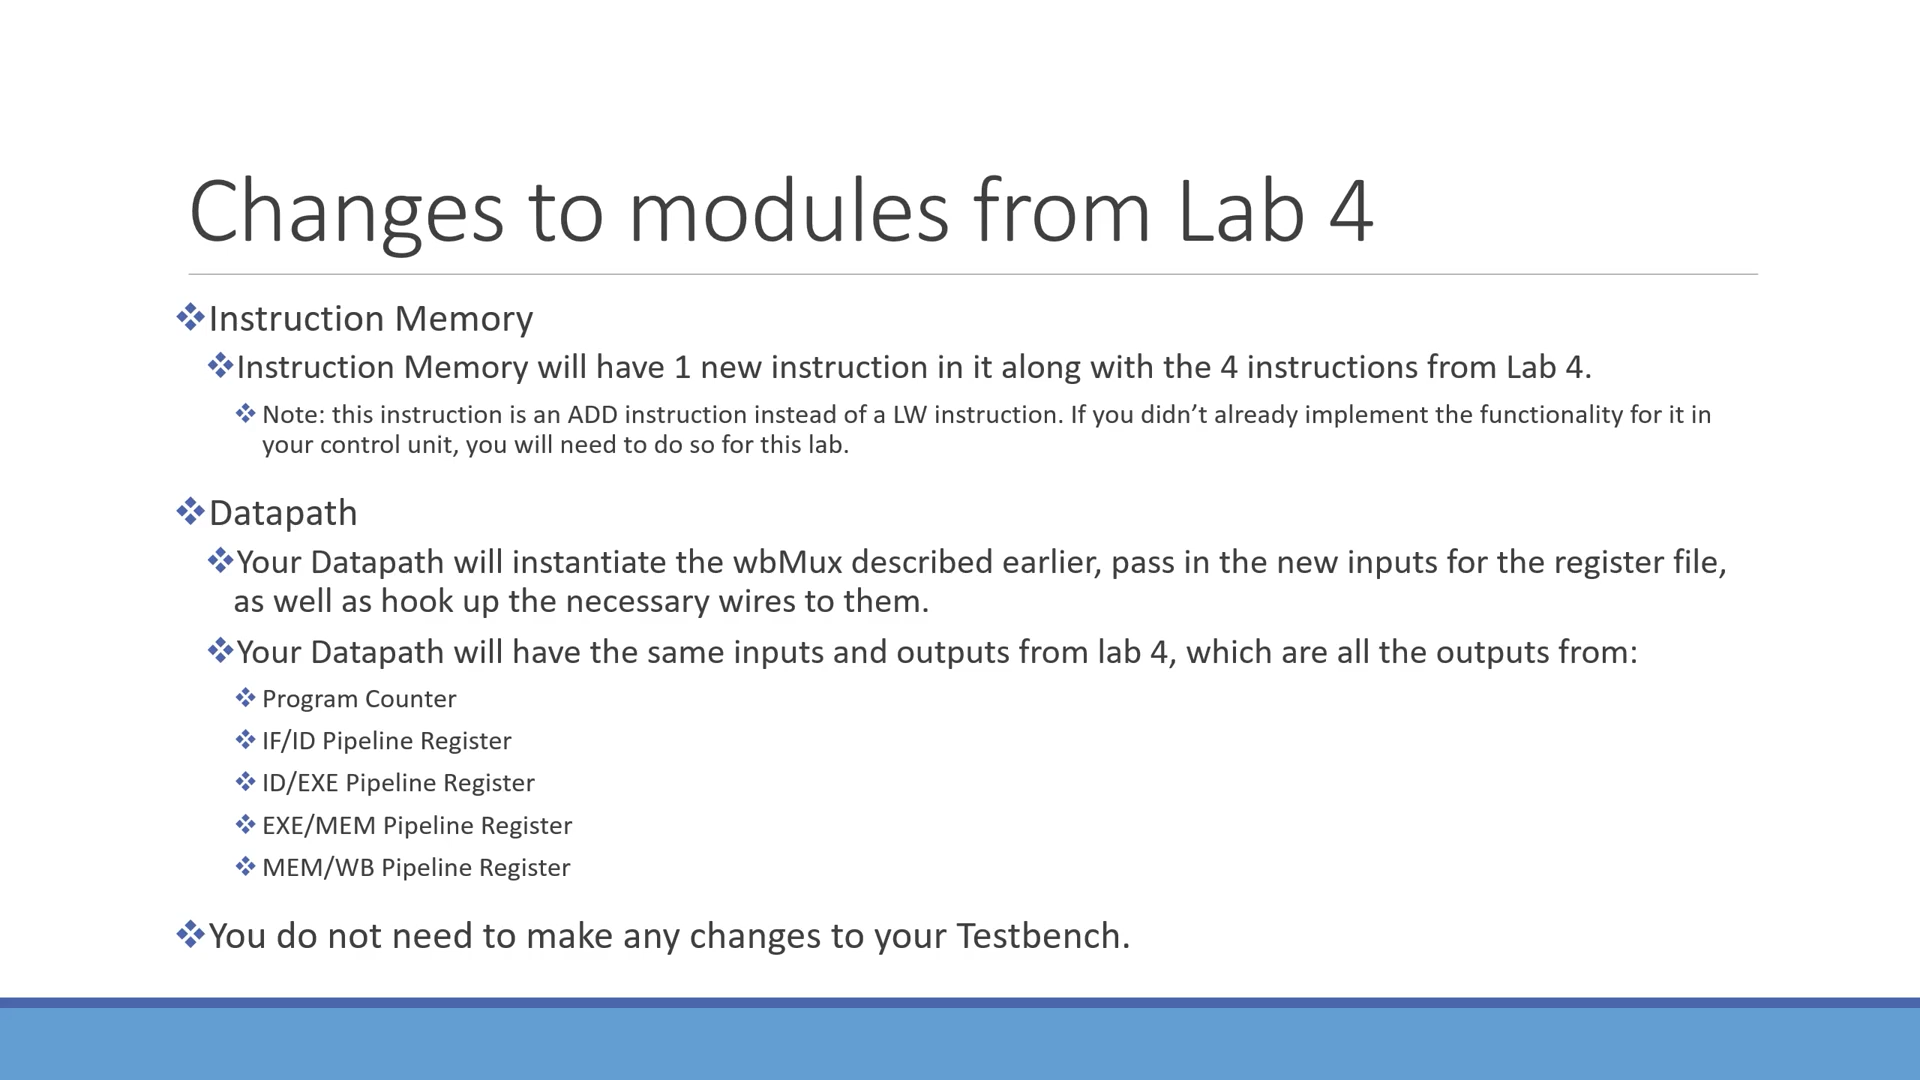 Changes to modules from Lab 4
❖Instruction Memory
❖Instruction Memory will have 1 new instruction in it along with the 4 instructions from Lab 4.
❖ Note: this instruction is an ADD instruction instead of a LW instruction. If you didn’t already implement the functionality for it in
your control unit, you will need to do so for this lab.
❖Datapath
❖Your Datapath will instantiate the wbMux described earlier, pass in the new inputs for the register file,
as well as hook up the necessary wires to them.
❖Your Datapath will have the same inputs and outputs from lab 4, which are all the outputs from:
❖ Program Counter
❖ IF/ID Pipeline Register
❖ ID/EXE Pipeline Register
❖ EXE/MEM Pipeline Register
❖ MEM/WB Pipeline Register
❖You do not need to make any changes to your Testbench.